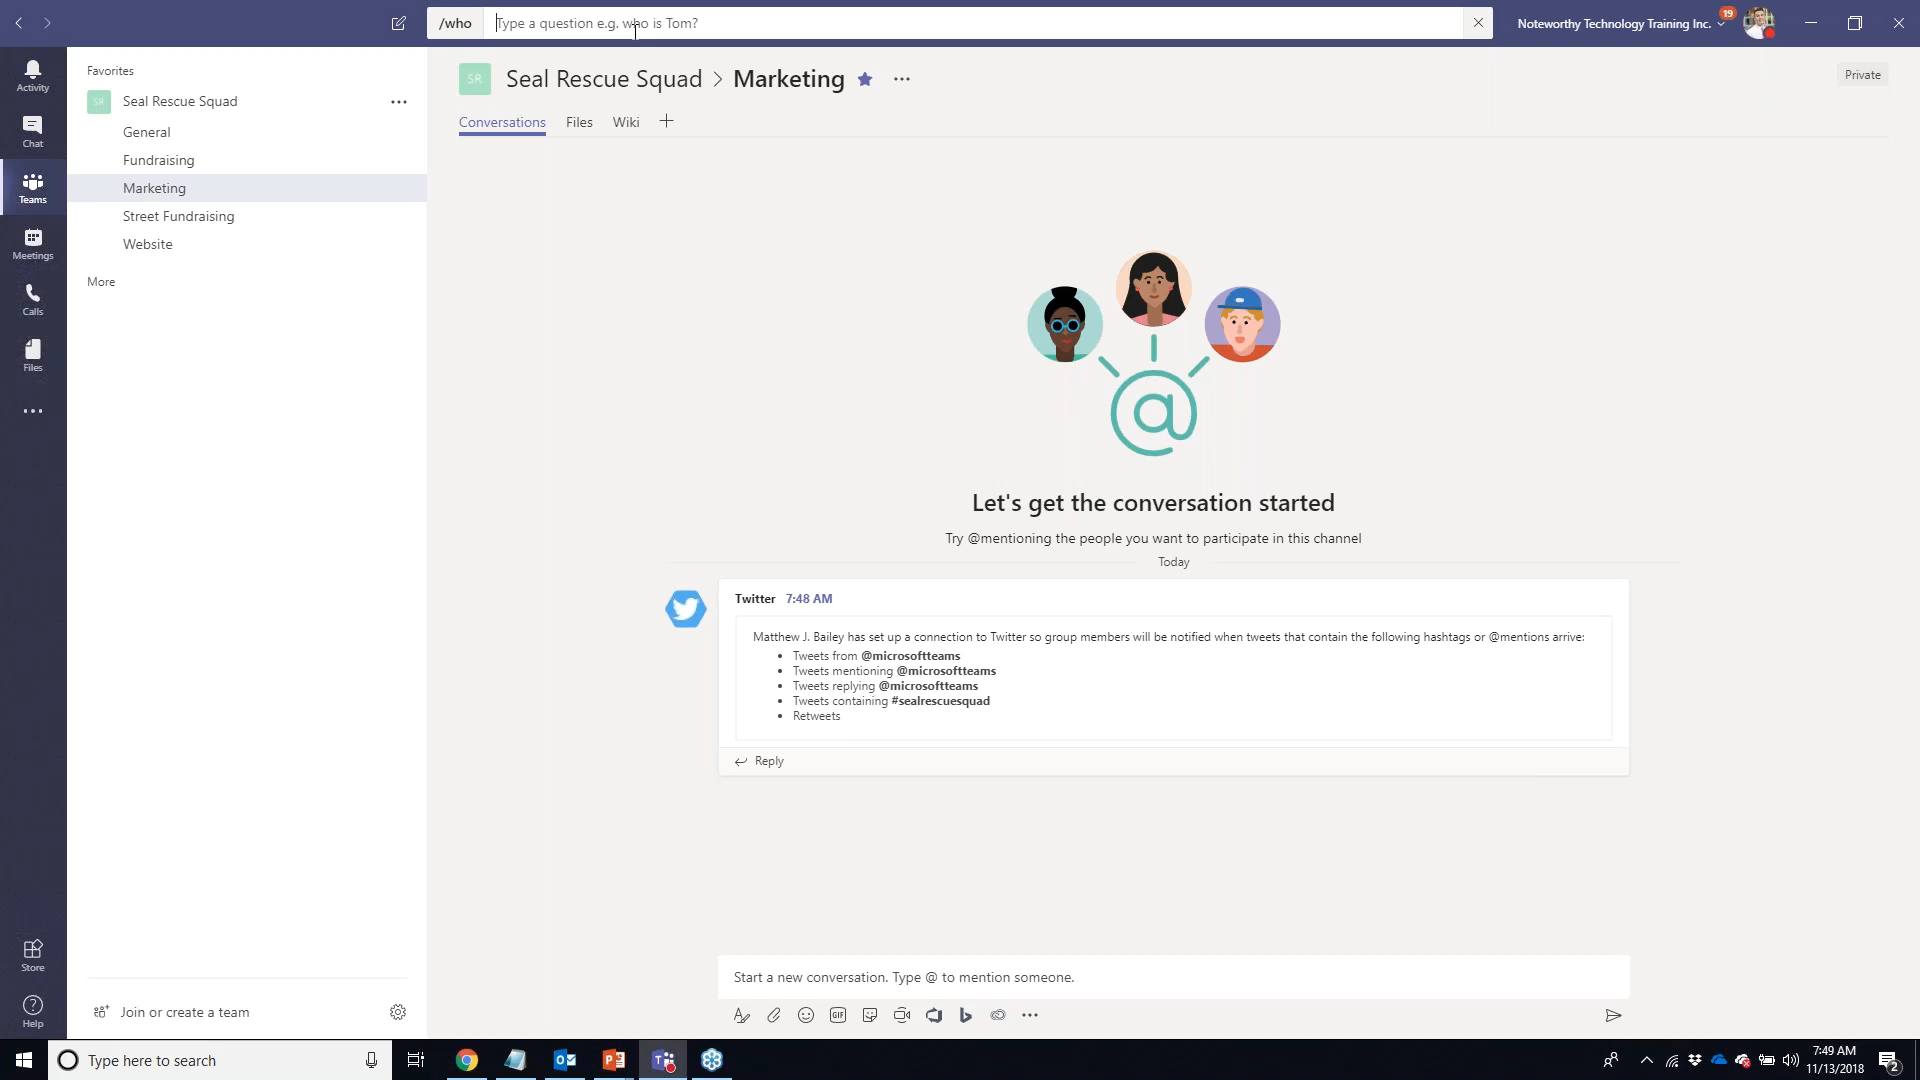 /who
Type a question e.g. who is Tom?
Noteworthy Technology Training Inc.
19
Activity
Chat
Teams
Meetings
Calls
Files
Store
Help
Favorites
SR
Seal Rescue Squad
General
Fundraising
Marketing
Street Fundraising
Website
More
Join or create a team
SR
Seal Rescue Squad > Marketing
Private
Conversations
Files
Wiki
Let's get the conversation started
Try @mentioning the people you want to participate in this channel
Today
Twitter 7:48 AM
Matthew J. Bailey has set up a connection to Twitter so group members will be notified when tweets that contain the following hashtags or @mentions arrive:
• Tweets from @microsoftteams
• Tweets mentioning @microsoftteams
• Tweets replying @microsoftteams
• Tweets containing #sealrescuesquad
• Retweets
Reply
Start a new conversation. Type @ to mention someone.
GIF
Type here to search
7:49 AM
11/13/2018
2